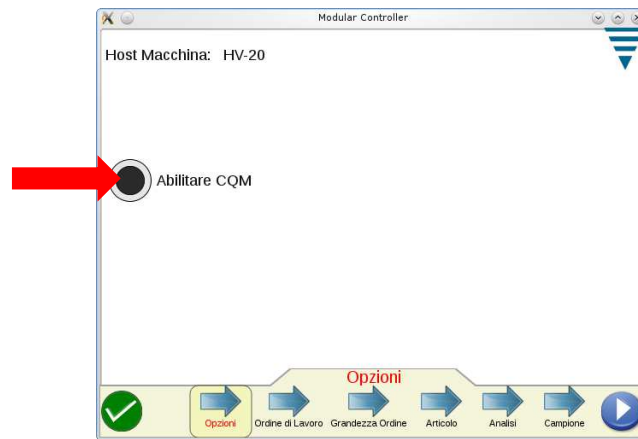 Modular Controller
Host Macchina: HV-20
Abilitare CQM
Opzioni
Opzioni
Ordine di Lavoro
Grandezza Ordine
Articolo
Analisi
Campione